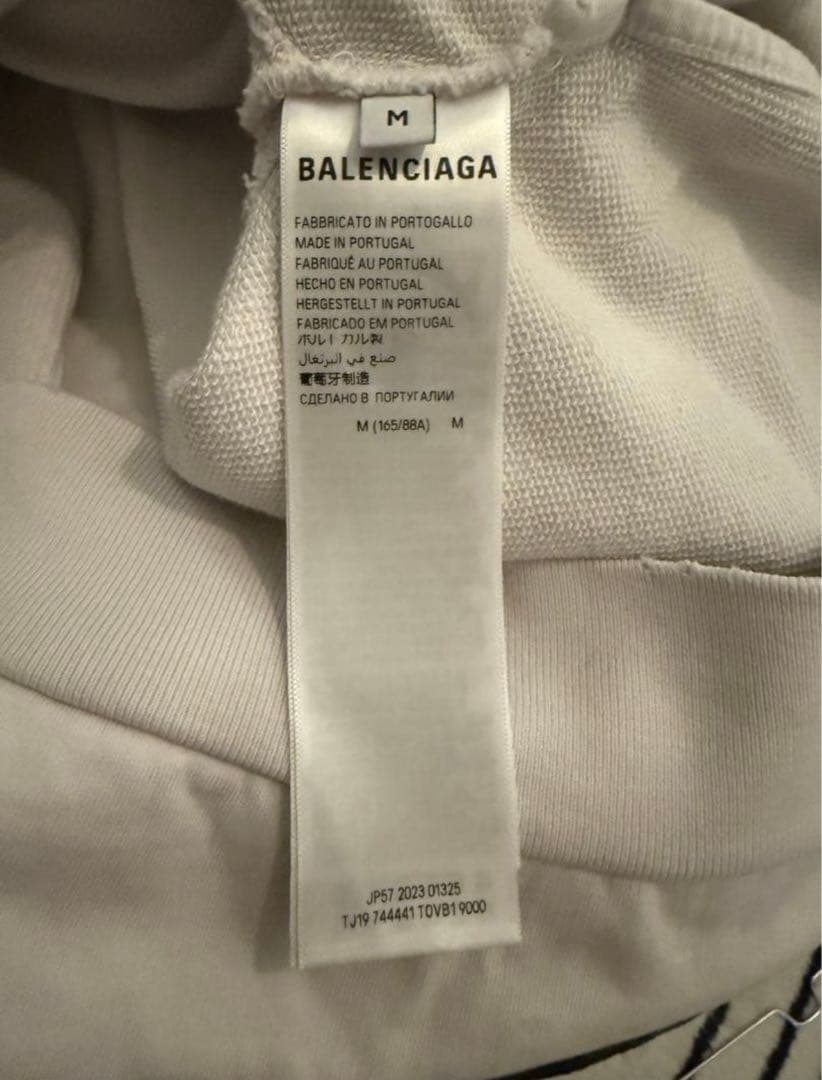 M
BALENCIAGA
FABBRICATO IN PORTOGALLO
MADE IN PORTUGAL
FABRIQUÉ AU PORTUGAL
HECHO EN PORTUGAL
HERGESTELLT IN PORTUGAL
FABRICADO EM PORTUGAL
ポルトガル製
صنع في البرتغال
葡萄牙制造
СДЕЛАНО В ПОРТУГАЛИИ
M (165/88A) M
JP57 2023 01325
TJ19 744441 TOVB1 9000